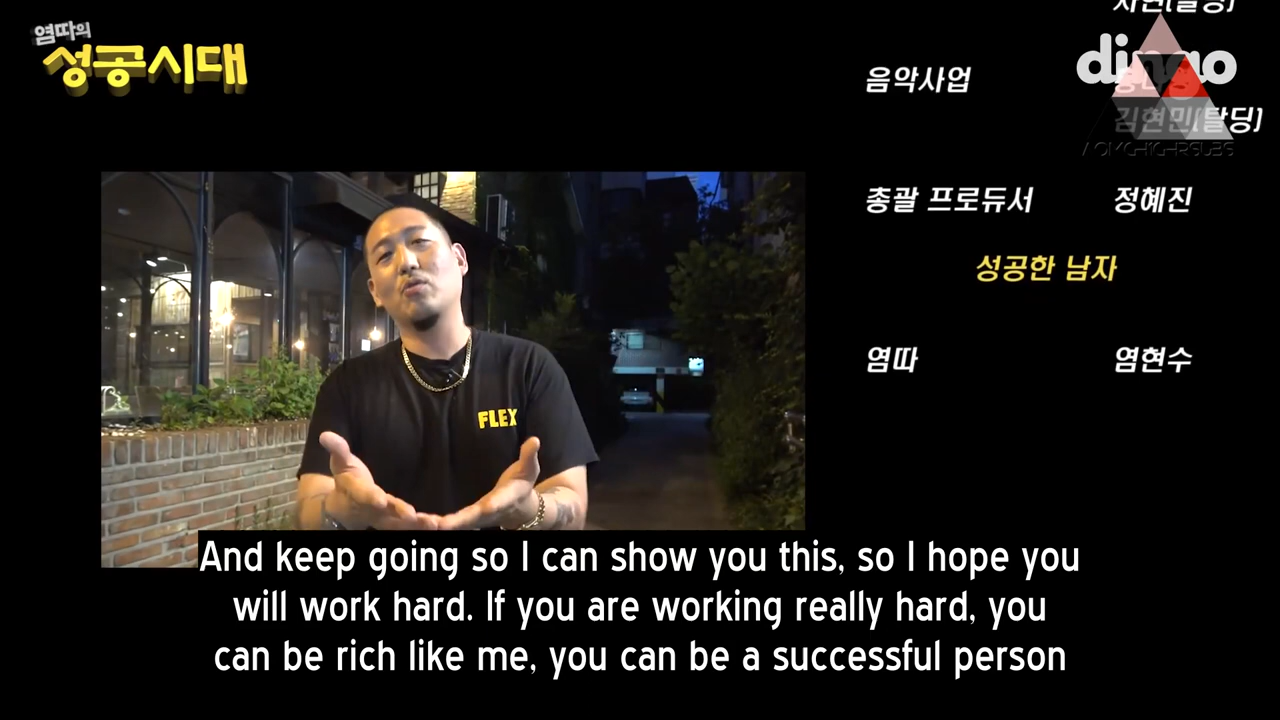 염따의
성공시대
dingo
음악사업
김현민(탈딩)
총괄 프로듀서 정혜진
성공한 남자
염따 염현수
FLEX
And keep going so I can show you this, so I hope you
will work hard. If you are working really hard, you
can be rich like me, you can be a successful person